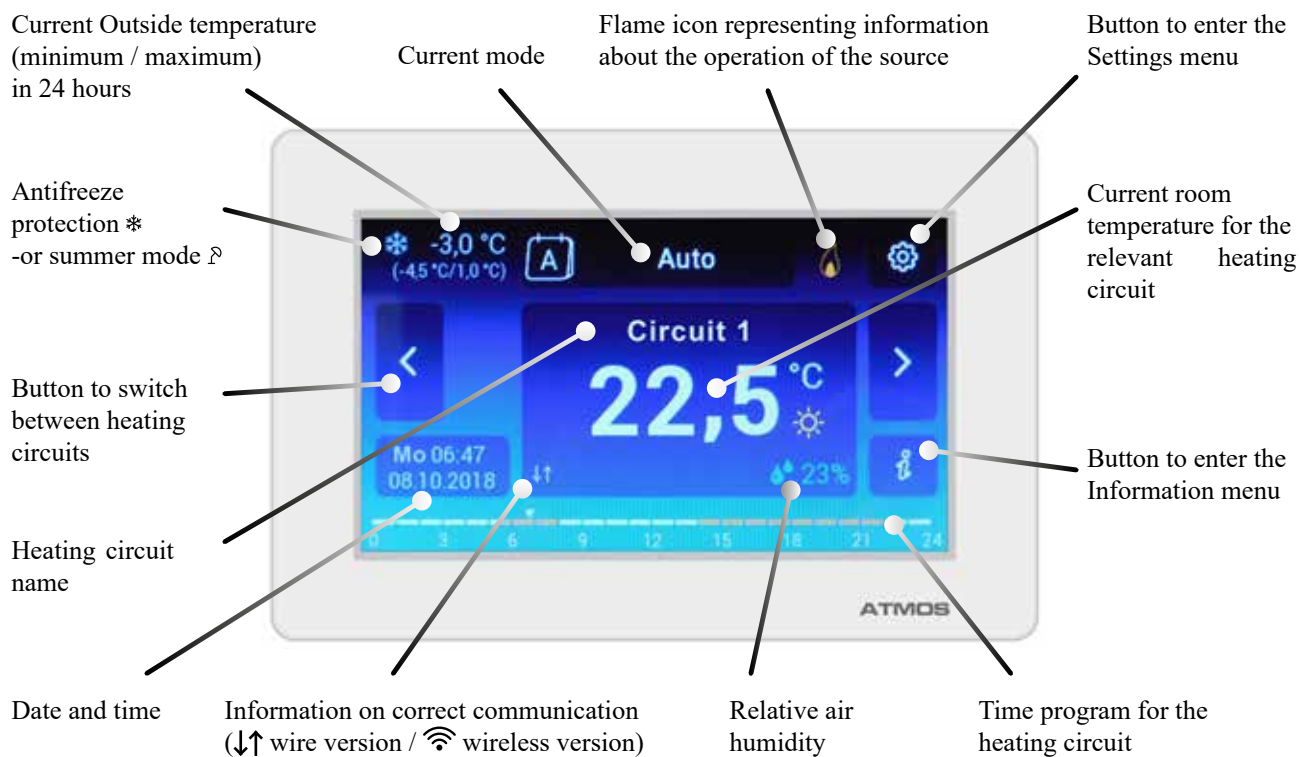 Current Outside temperature
(minimum / maximum)
in 24 hours
Current mode
Flame icon representing information
about the operation of the source
Button to enter the
Settings menu
Antifreeze
protection ❄
-or summer mode
Current room
temperature for the
relevant heating
circuit
Button to switch
between heating
circuits
Button to enter the
Information menu
Heating circuit
name
-3,0 °C
(-4,5 °C/1,0 °C)
A
Auto
Circuit 1
22,5 °C
Mo 06:47
08.10.2018
↓↑
23%
i
0 3 6 9 12 15 18 21 24
ATMOS
Date and time
Information on correct communication
(↓↑ wire version / wireless version)
Relative air
humidity
Time program for the
heating circuit